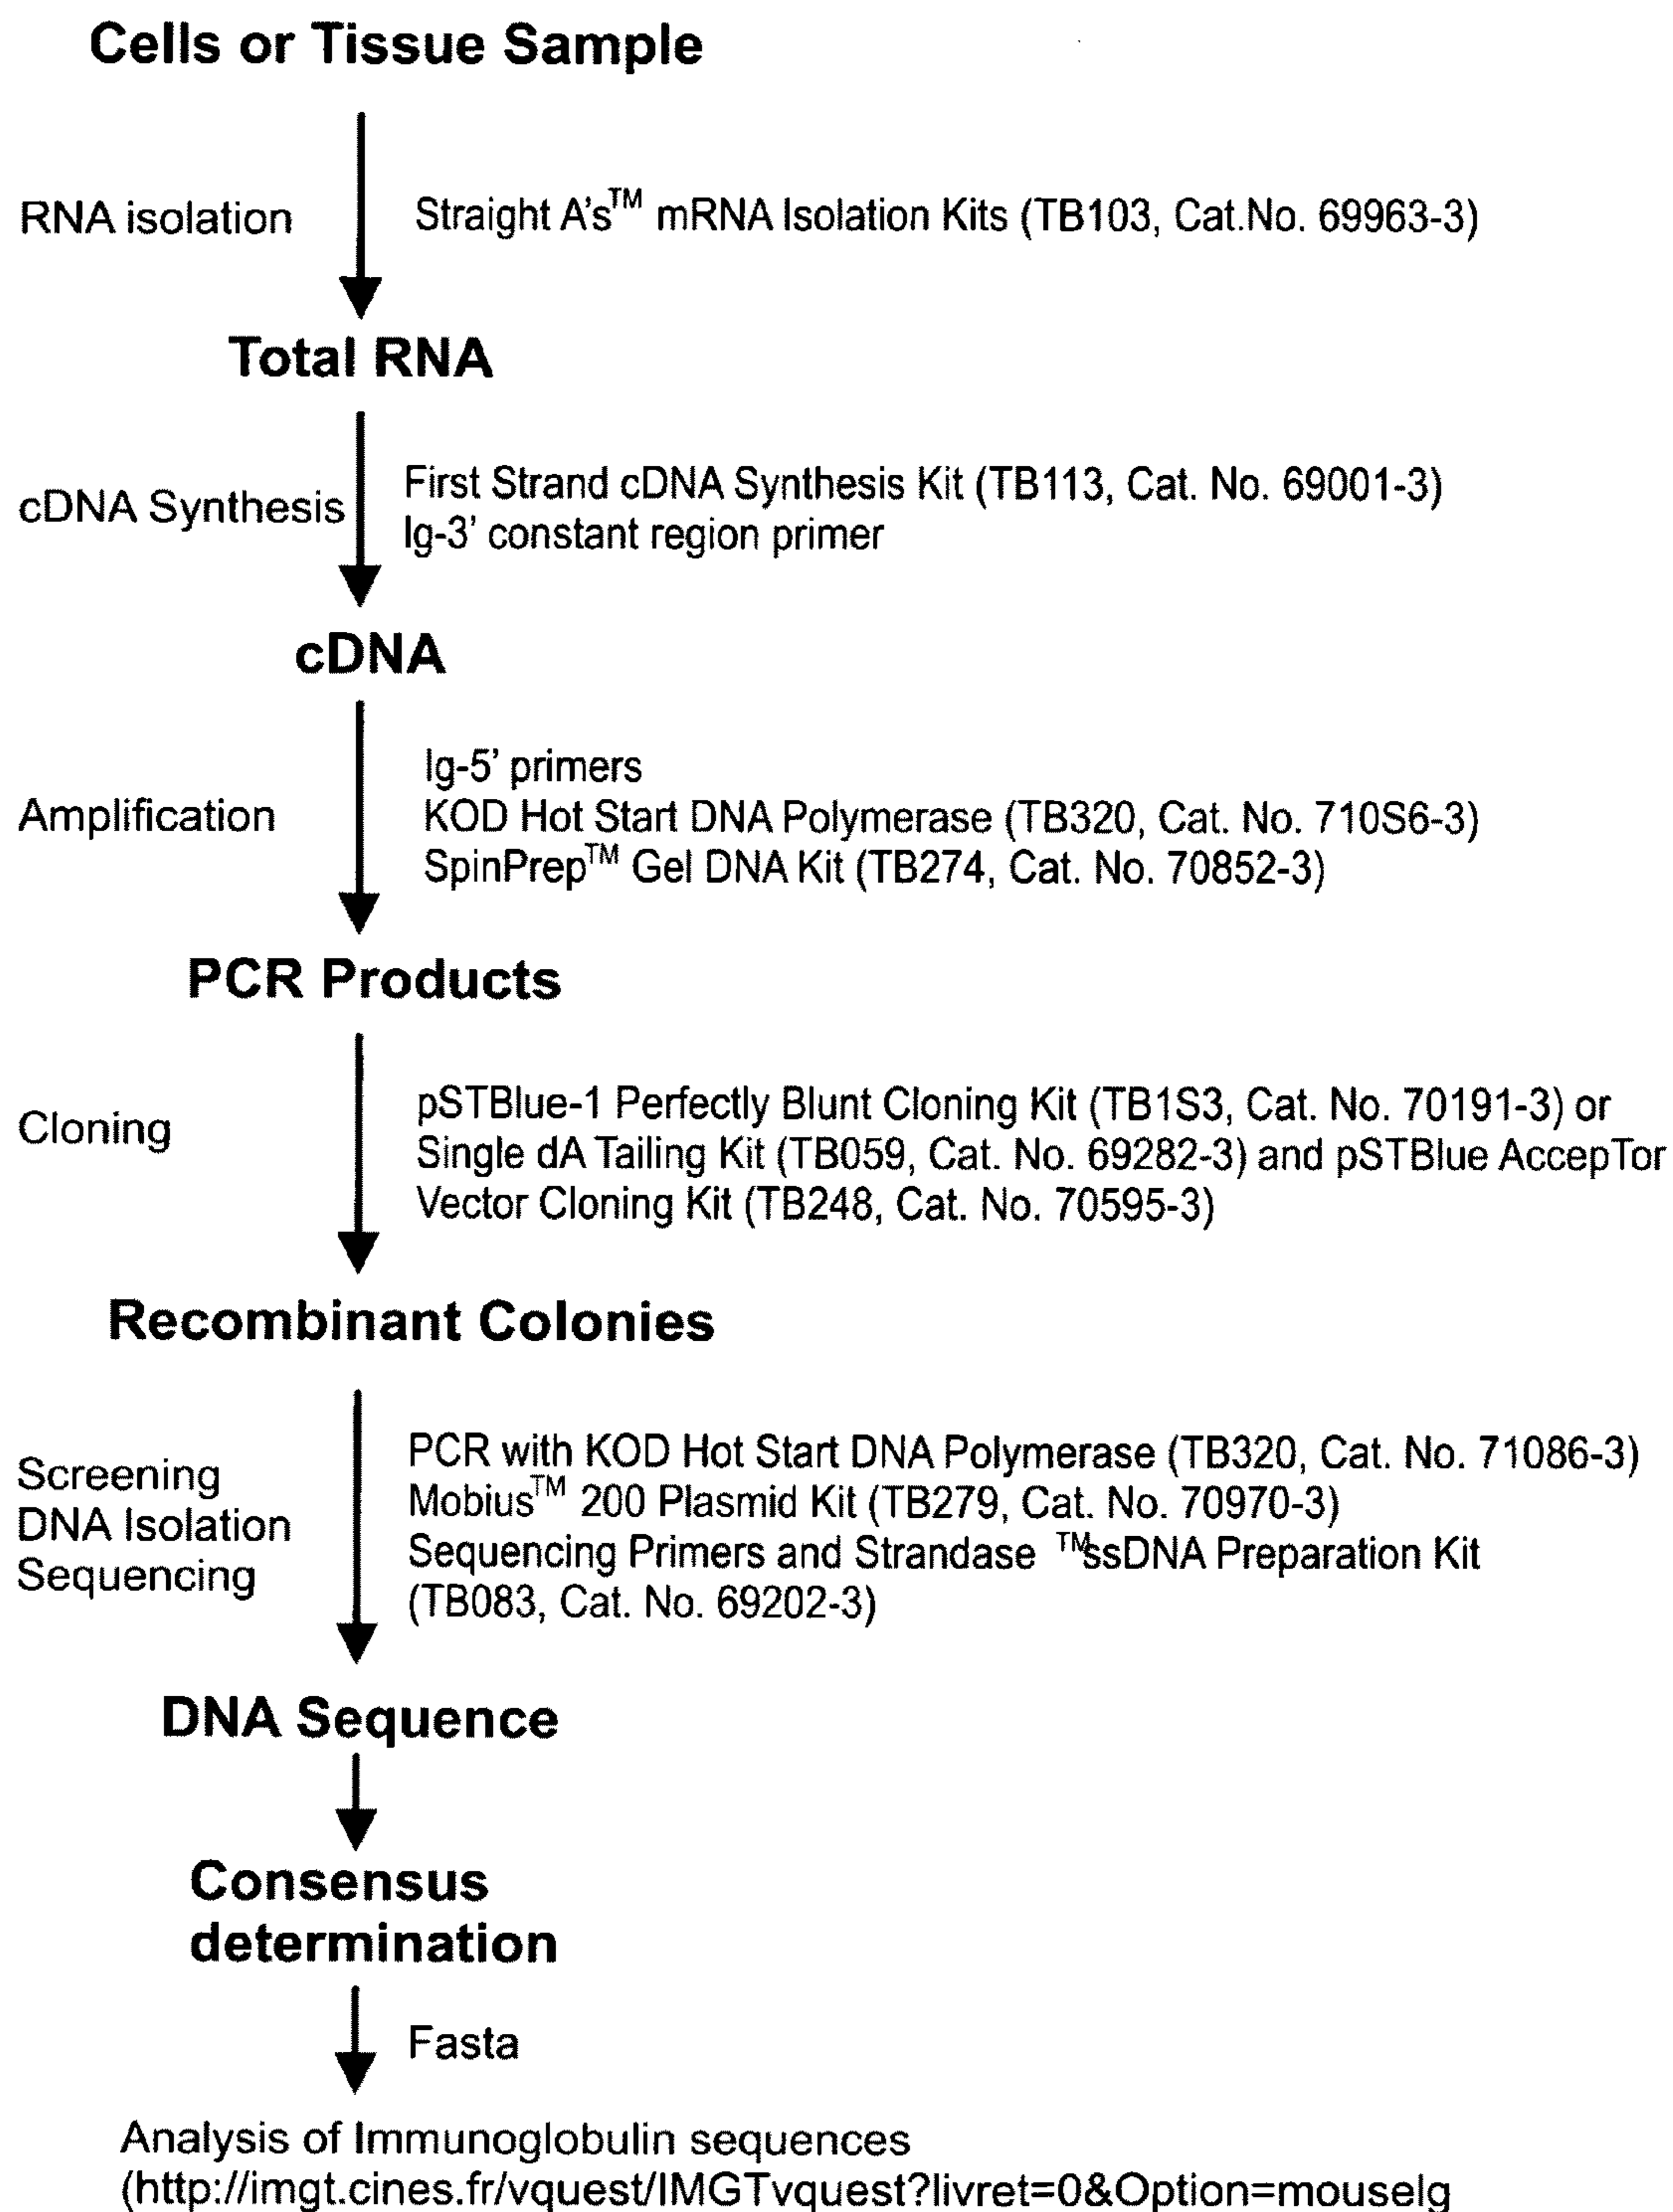 Cells or Tissue Sample
RNA isolation
Straight A's™ mRNA Isolation Kits (TB103, Cat.No. 69963-3)
Total RNA
cDNA Synthesis
First Strand cDNA Synthesis Kit (TB113, Cat. No. 69001-3)
Ig-3' constant region primer
cDNA
Amplification
Ig-5' primers
KOD Hot Start DNA Polymerase (TB320, Cat. No. 710S6-3)
SpinPrep™ Gel DNA Kit (TB274, Cat. No. 70852-3)
PCR Products
Cloning
pSTBlue-1 Perfectly Blunt Cloning Kit (TB1S3, Cat. No. 70191-3) or
Single dA Tailing Kit (TB059, Cat. No. 69282-3) and pSTBlue AccepTor
Vector Cloning Kit (TB248, Cat. No. 70595-3)
Recombinant Colonies
Screening
DNA Isolation
Sequencing
PCR with KOD Hot Start DNA Polymerase (TB320, Cat. No. 71086-3)
Mobius™ 200 Plasmid Kit (TB279, Cat. No. 70970-3)
Sequencing Primers and Strandase ™ssDNA Preparation Kit
(TB083, Cat. No. 69202-3)
DNA Sequence
Consensus
determination
Fasta
Analysis of Immunoglobulin sequences
(http://imgt.cines.fr/vquest/IMGTvquest?livret=0&Option=mouseIg